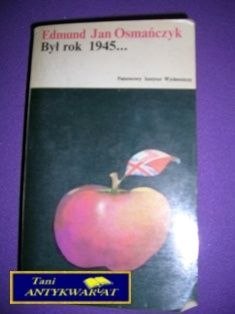 Edmund Jan Osmańczyk
Był rok 1945...
Państwowy Instytut Wydawniczy
Tani
ANTYKWARIAT